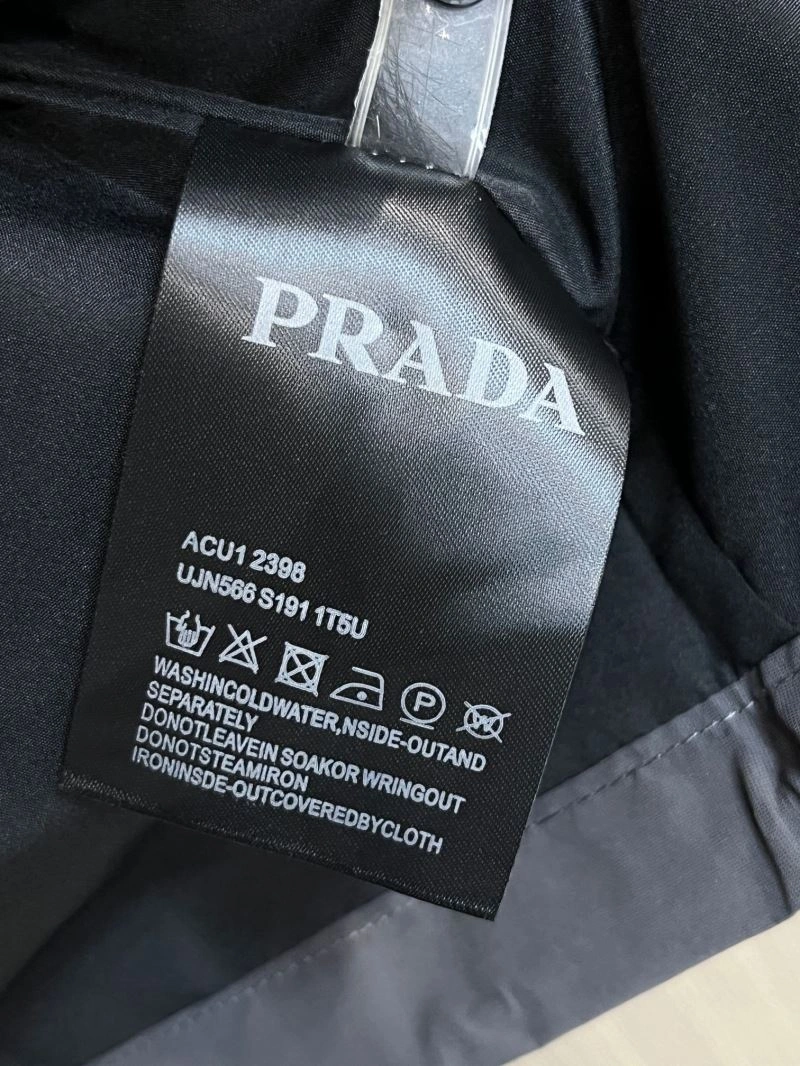 PRADA
ACU1 2398
UJN566 S191 1T5U
P
W
WASHINCOLDWATER,NSIDE-OUTAND
SEPARATELY
DONOTLEAVEIN SOAKOR WRINGOUT
DONOTSTEAMIRON
IRONINSDE-OUTCOVEREDBYCLOTH